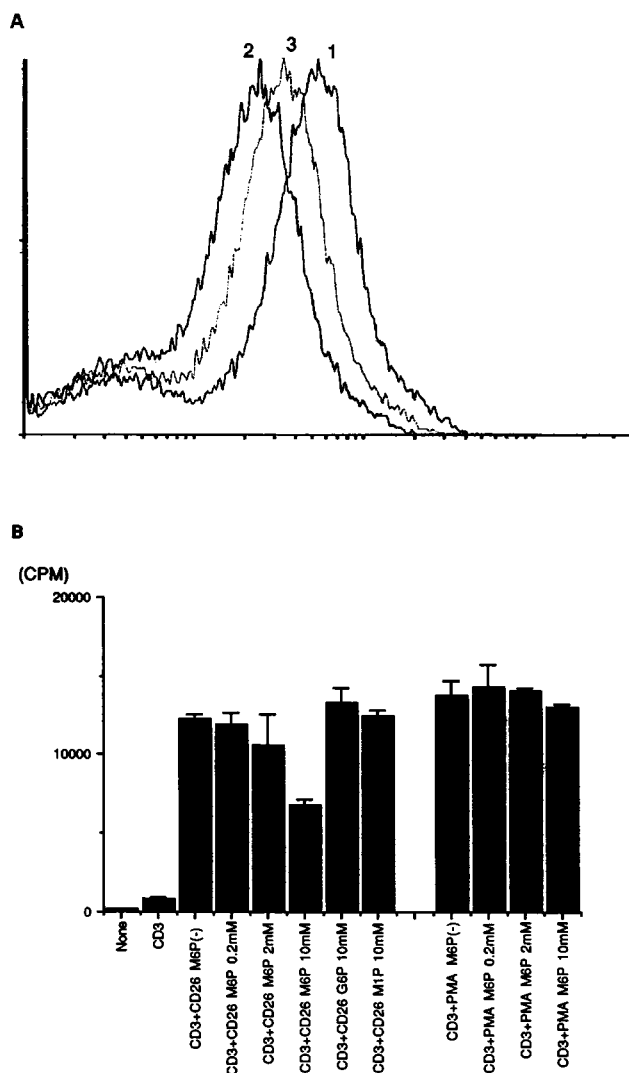 A
2 3 1
B
(CPM)
20000
10000
0
None
CD3
CD3+CD26 M6P(-)
CD3+CD26 M6P 0.2mM
CD3+CD26 M6P 2mM
CD3+CD26 M6P 10mM
CD3+CD26 G6P 10mM
CD3+CD26 M1P 10mM
CD3+PMA M6P(-)
CD3+PMA M6P 0.2mM
CD3+PMA M6P 2mM
CD3+PMA M6P 10mM